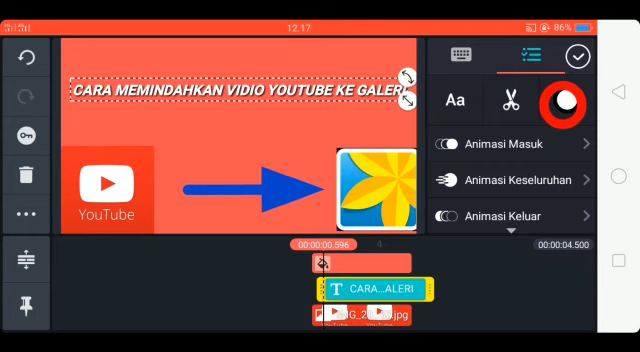 12.17
86%
CARA MEMINDAHKAN VIDIO YOUTUBE KE GALERI
YouTube
Aa
Animasi Masuk
Animasi Keseluruhan
Animasi Keluar
00:00:00.596
4
00:00:04.500
T CARA...ALERI